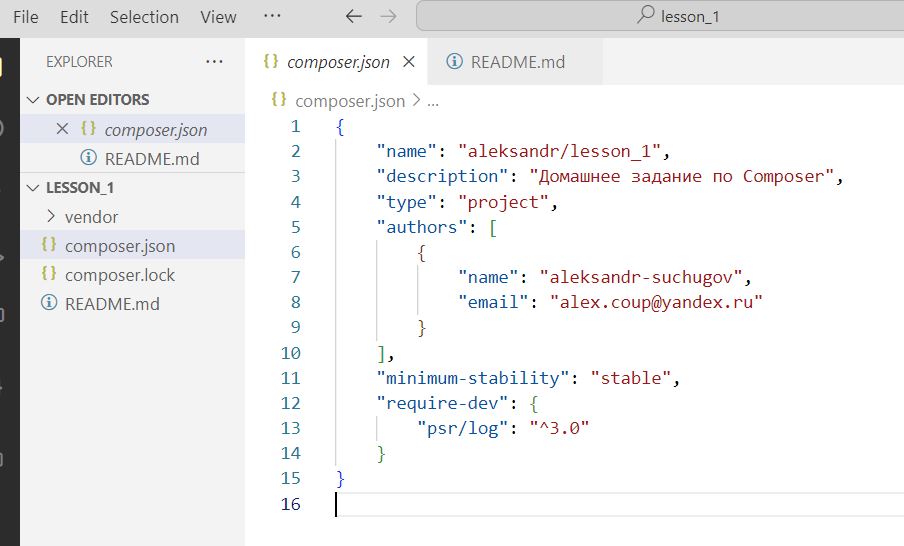 File Edit Selection View ... lesson_1
EXPLORER ...
composer.json README.md
OPEN EDITORS
composer.json
README.md
LESSON_1
vendor
composer.json
composer.lock
README.md
composer.json > ...
1 {
2 "name": "aleksandr/lesson_1",
3 "description": "Домашнее задание по Composer",
4 "type": "project",
5 "authors": [
6 {
7 "name": "aleksandr-suchugov",
8 "email": "alex.coup@yandex.ru"
9 }
10 ],
11 "minimum-stability": "stable",
12 "require-dev": {
13 "psr/log": "^3.0"
14 }
15 }
16